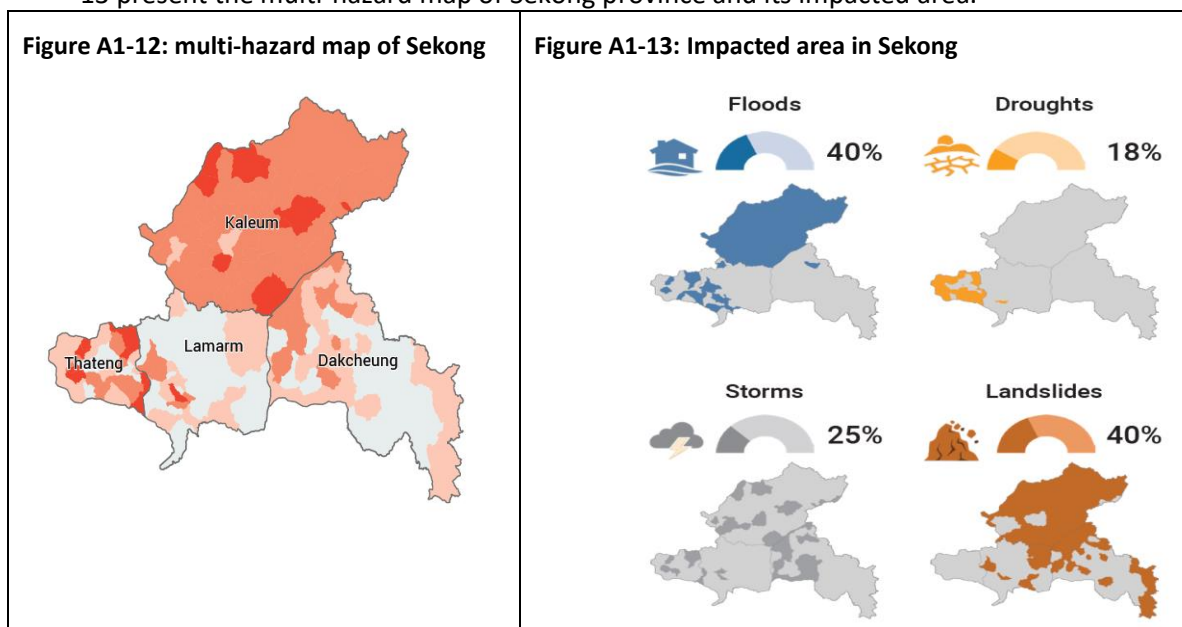 13 present the multi-hazard map of Sekong province and its impacted area.
Figure A1-12: multi-hazard map of Sekong
Kaleum
Lamarm
Thateng
Dakcheung
Figure A1-13: Impacted area in Sekong
Floods
40%
Droughts
18%
Storms
25%
Landslides
40%